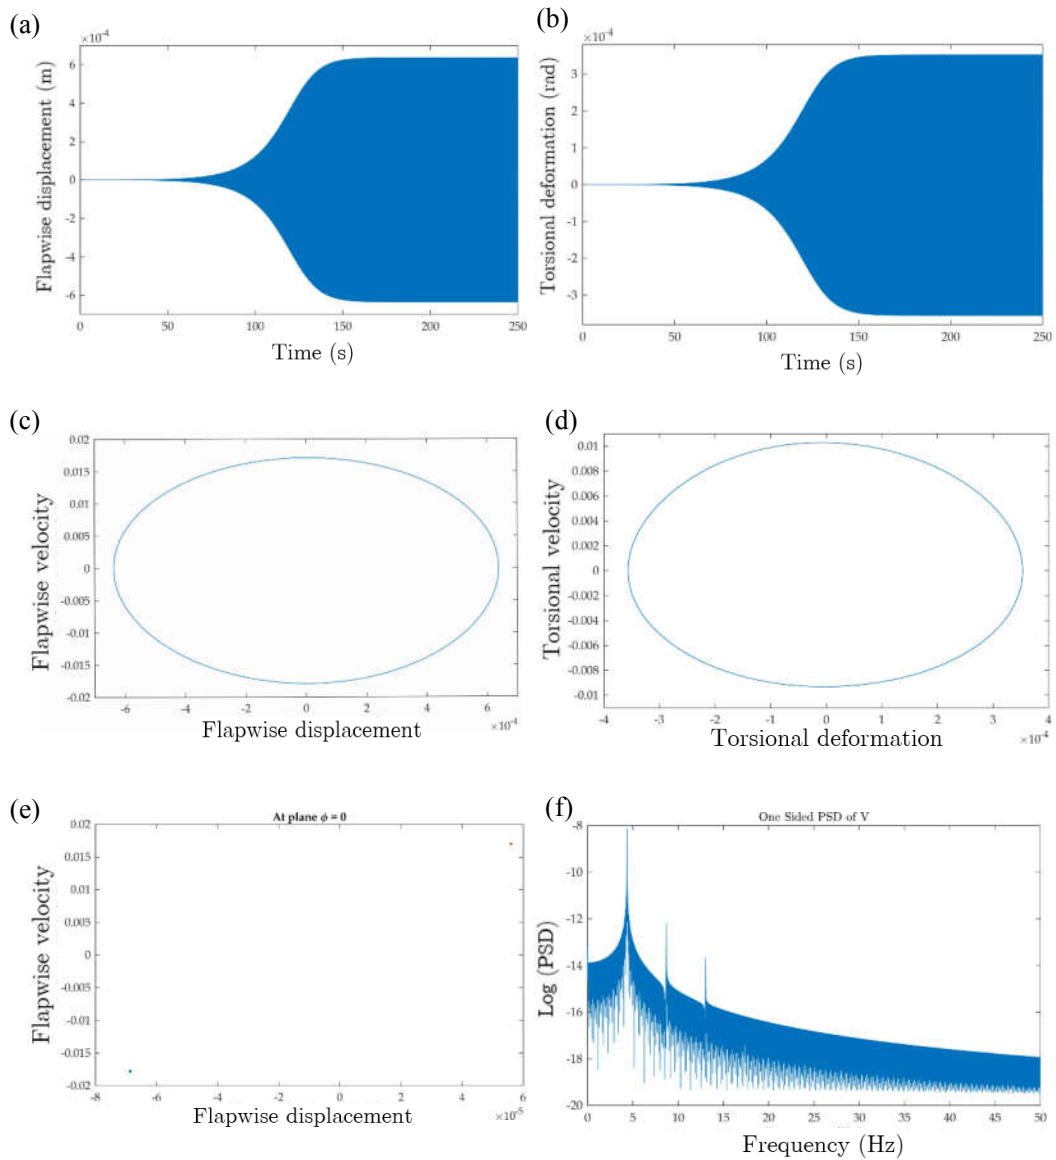 (a)
×10⁻⁴
6
4
2
0
-2
-4
-6
0 50 100 150 200 250
Flapwise displacement (m)
Time (s)
(b)
×10⁻⁴
3
2
1
0
-1
-2
-3
0 50 100 150 200 250
Torsional deformation (rad)
Time (s)
(c)
0.02
0.015
0.01
0.005
0
-0.005
-0.01
-0.015
-0.02
-6 -4 -2 0 2 4 6
×10⁻⁴
Flapwise velocity
Flapwise displacement
(d)
0.01
0.008
0.006
0.004
0.002
0
-0.002
-0.004
-0.006
-0.008
-0.01
-4 -3 -2 -1 0 1 2 3 4
×10⁻⁴
Torsional velocity
Torsional deformation
(e)
At plane ϕ = 0
0.02
0.015
0.01
0.005
0
-0.005
-0.01
-0.015
-0.02
-8 -6 -4 -2 0 2 4 6
×10⁻⁵
Flapwise velocity
Flapwise displacement
(f)
One Sided PSD of V
-8
-10
-12
-14
-16
-18
-20
0 5 10 15 20 25 30 35 40 45 50
Log (PSD)
Frequency (Hz)